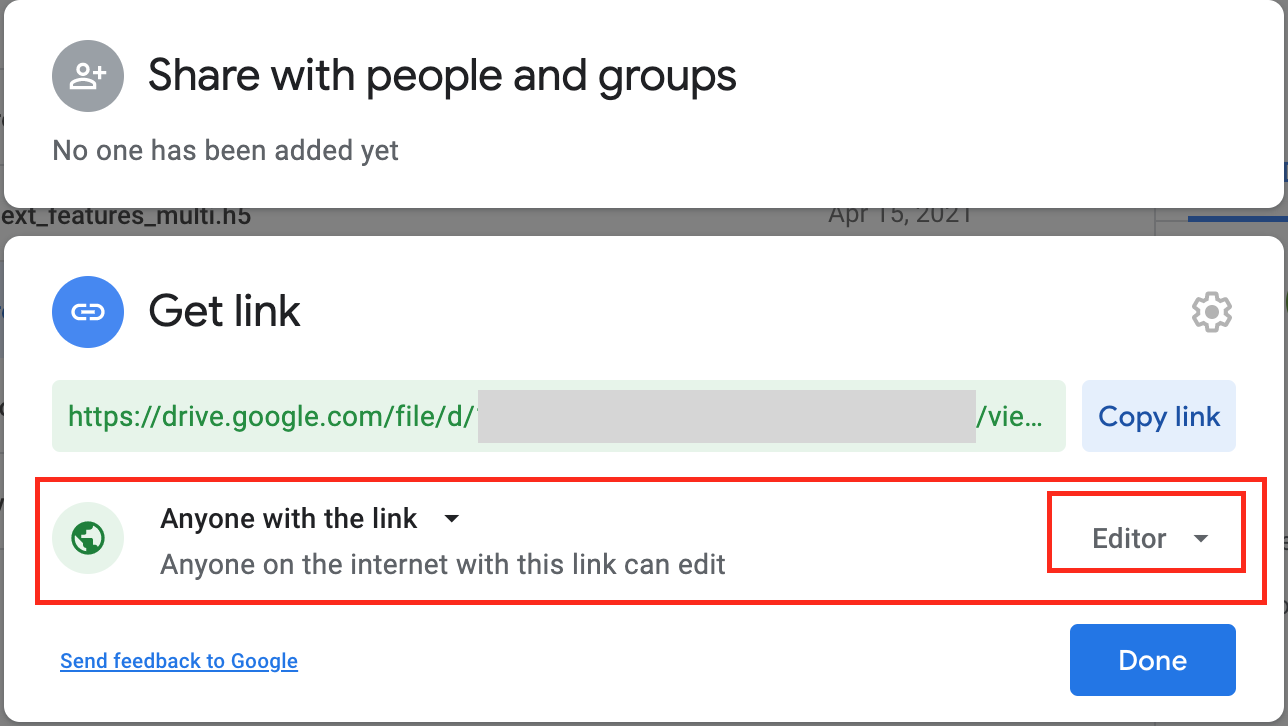 Share with people and groups
No one has been added yet
ext_features_multi.h5 Apr 15, 2021
Get link
https://drive.google.com/file/d/ /vie... Copy link
Anyone with the link
Editor
Anyone on the internet with this link can edit
Send feedback to Google Done